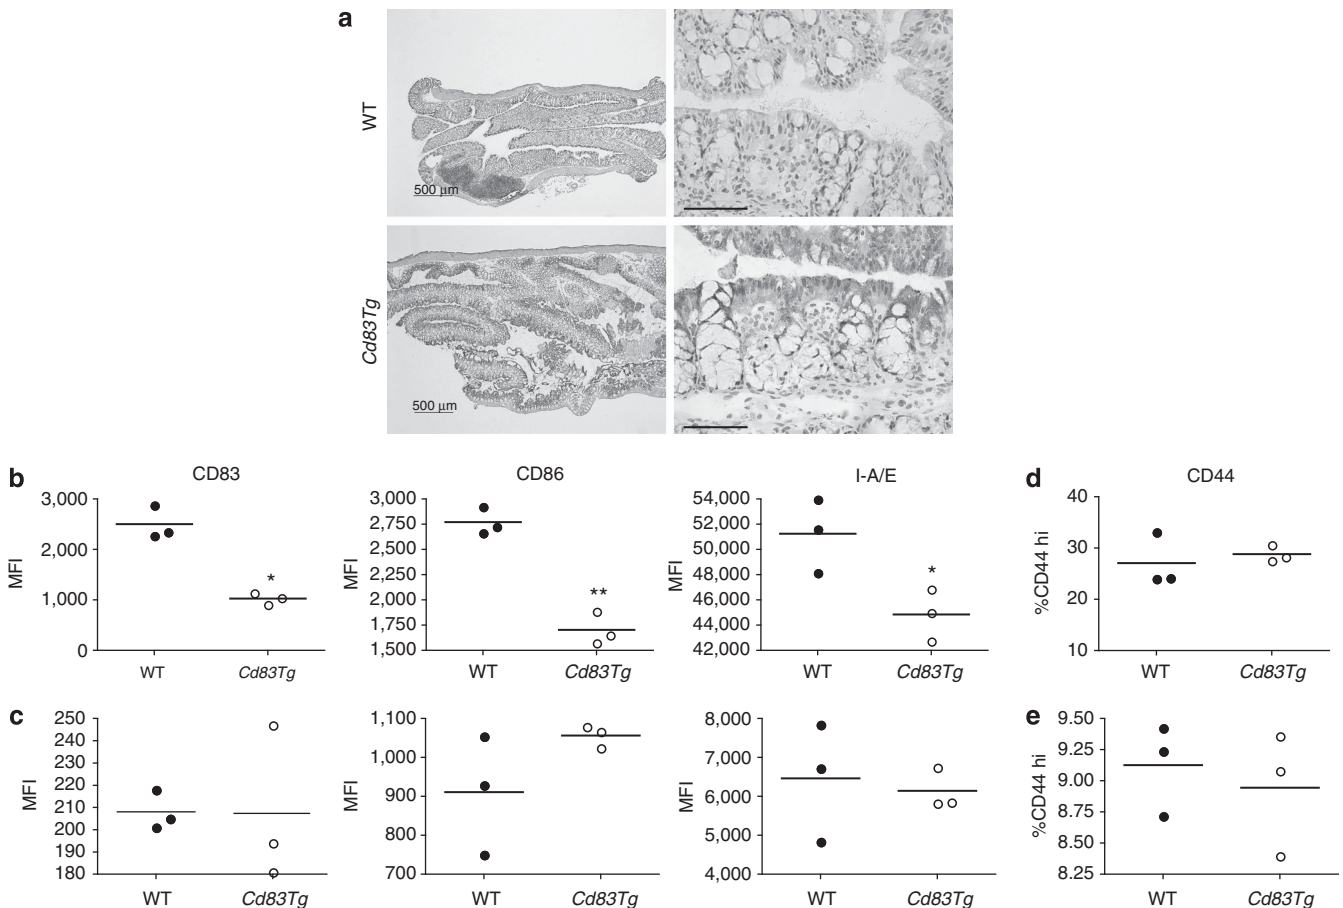 a
WT
500 µm
Cd83Tg
500 µm
b
CD83
MFI
3,000
2,000
1,000
0
*
WT
Cd83Tg
CD86
MFI
3,000
2,750
2,500
2,250
2,000
1,750
1,500
**
WT
Cd83Tg
I-A/E
MFI
54,000
52,000
50,000
48,000
46,000
44,000
42,000
*
WT
Cd83Tg
d
CD44
%CD44 hi
40
30
20
10
WT
Cd83Tg
c
MFI
250
240
230
220
210
200
190
180
WT
Cd83Tg
MFI
1,100
1,000
900
800
700
WT
Cd83Tg
MFI
8,000
7,000
6,000
5,000
4,000
WT
Cd83Tg
e
%CD44 hi
9.50
9.25
9.00
8.75
8.50
8.25
WT
Cd83Tg